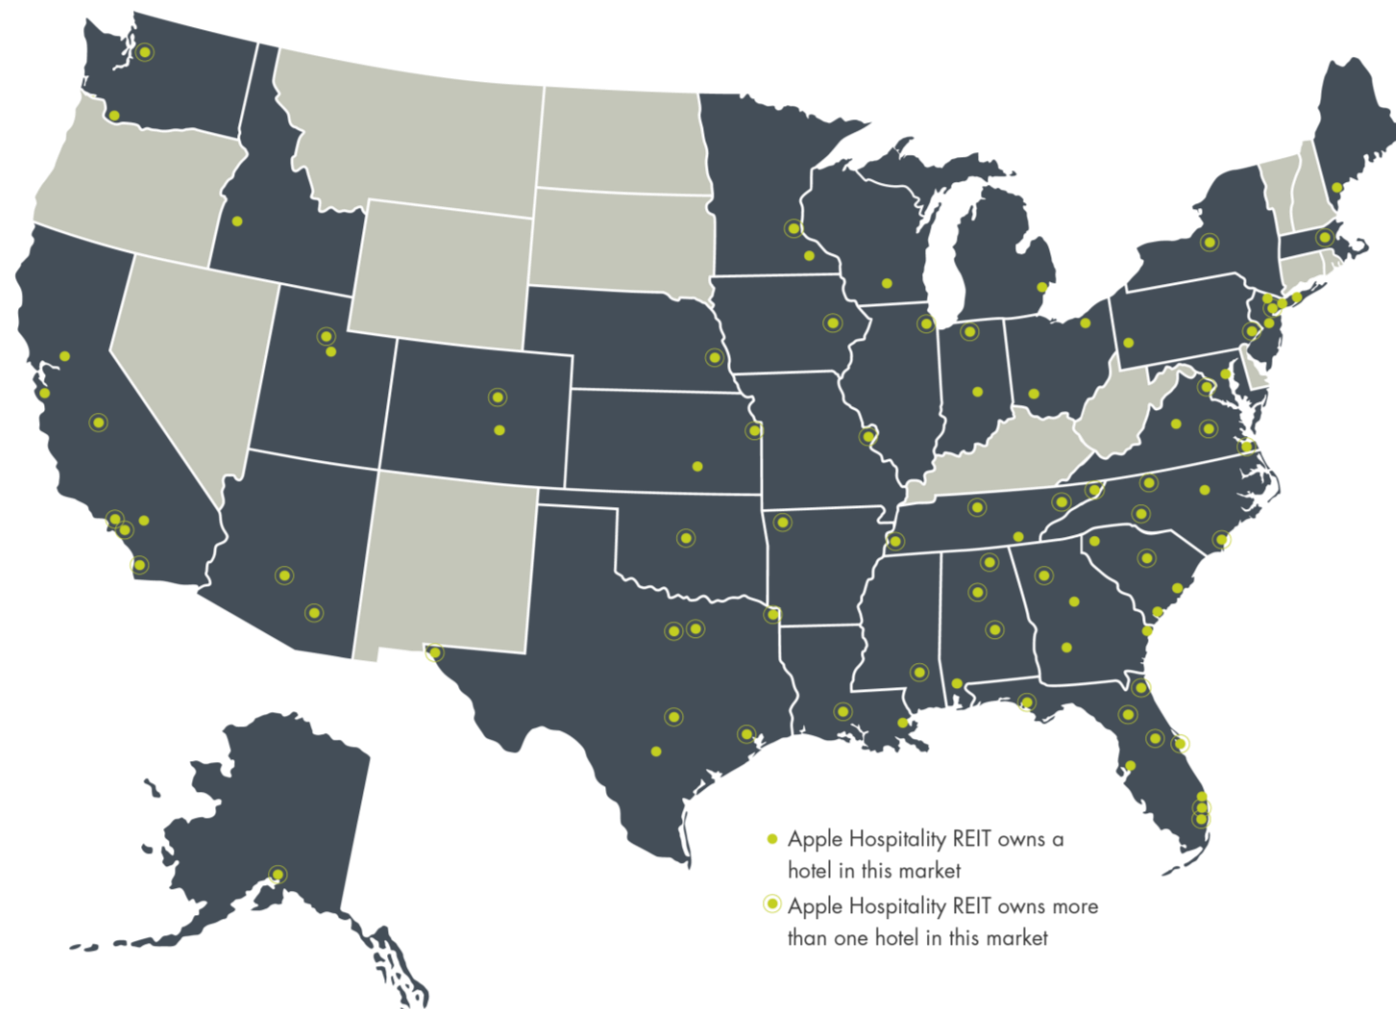 Apple Hospitality REIT owns a
hotel in this market
Apple Hospitality REIT owns more
than one hotel in this market